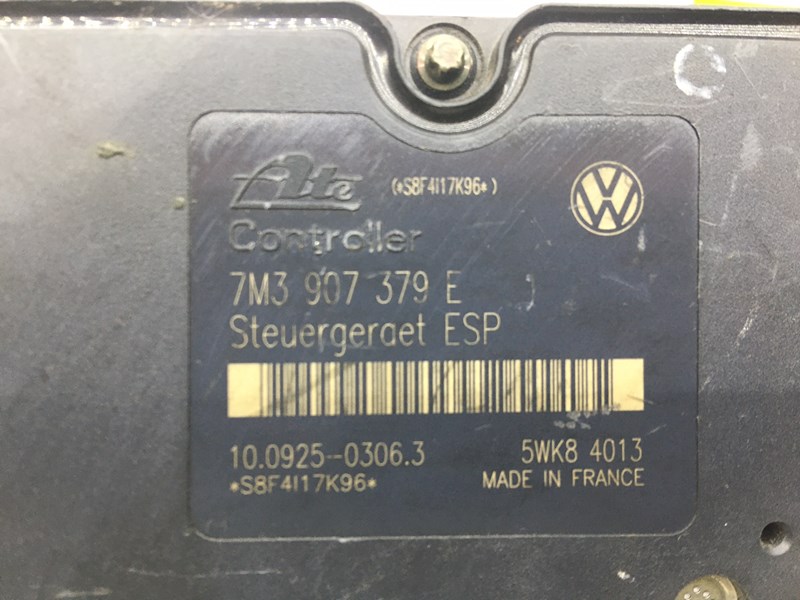 Ate (*S8F4I17K96*)
Controller
7M3 907 379 E
Steuergeraet ESP
10.0925-0306.3 5WK8 4013
*S8F4I17K96* MADE IN FRANCE